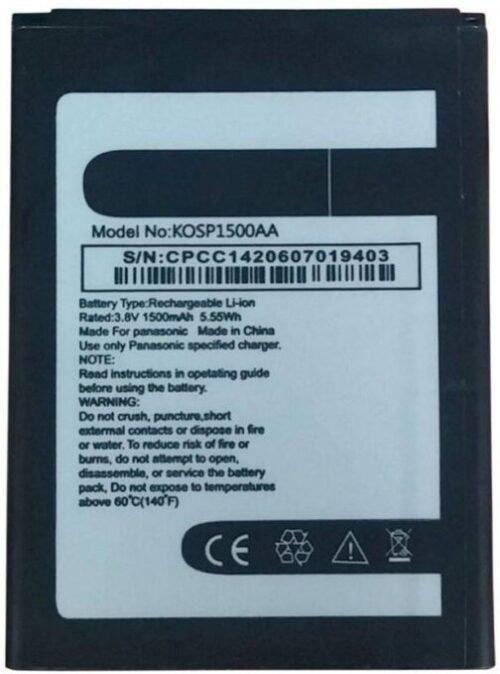 Model No:KOSP1500AA
S/N:CPCC1420607019403
Battery Type:Rechargeable Li-ion
Rated:3.8V 1500mAh 5.55Wh
Made For panasonic Made in China
Use only Panasonic specified charger.
NOTE:
Read instructions in opetating guide
before using the battery.
WARNING:
Do not crush, puncture,short
extermal contacts or dispose in fire
or water. To reduce risk of fire or
burns, do not attempt to open,
disassemble, or service the battery
pack, Do not expose to temperatures
above 60°C(140°F)
CE